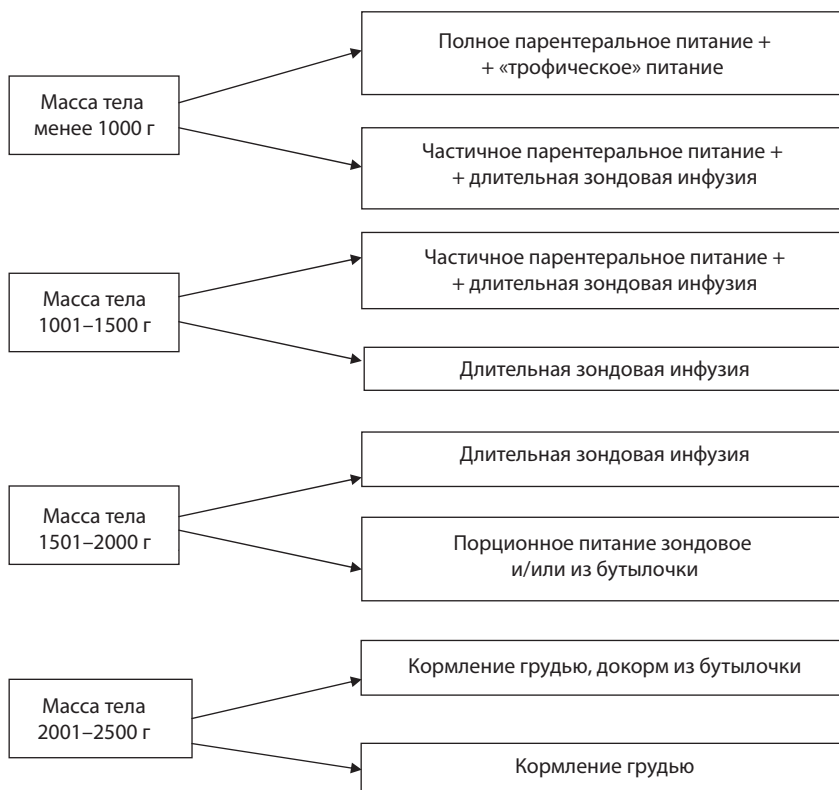 Масса тела
менее 1000 г
Полное парентеральное питание +
+ «трофическое» питание
Частичное парентеральное питание +
+ длительная зондовая инфузия
Масса тела
1001–1500 г
Частичное парентеральное питание +
+ длительная зондовая инфузия
Длительная зондовая инфузия
Масса тела
1501–2000 г
Длительная зондовая инфузия
Порционное питание зондовое
и/или из бутылочки
Масса тела
2001–2500 г
Кормление грудью, докорм из бутылочки
Кормление грудью